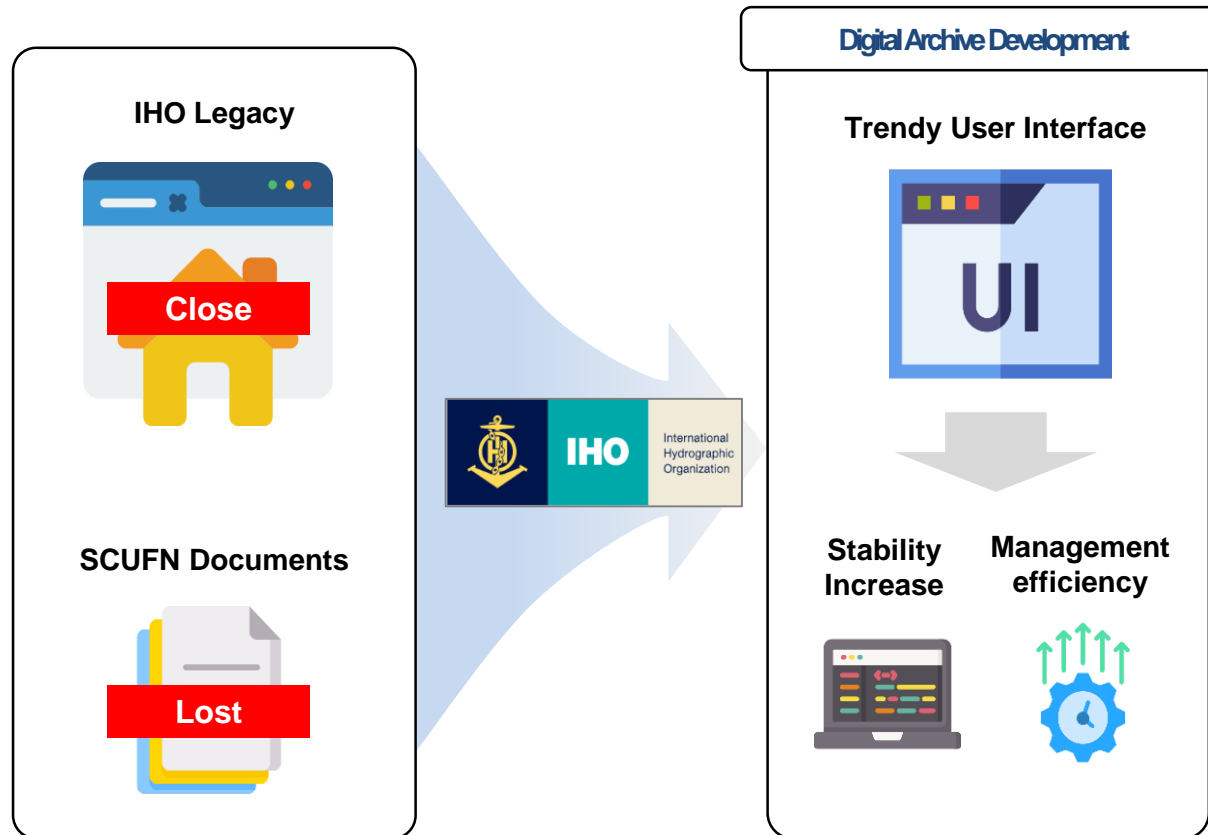 IHO Legacy
Close
SCUFN Documents
Lost
IHO
International
Hydrographic
Organization
Digital Archive Development
Trendy User Interface
UI
Stability
Increase
Management
efficiency